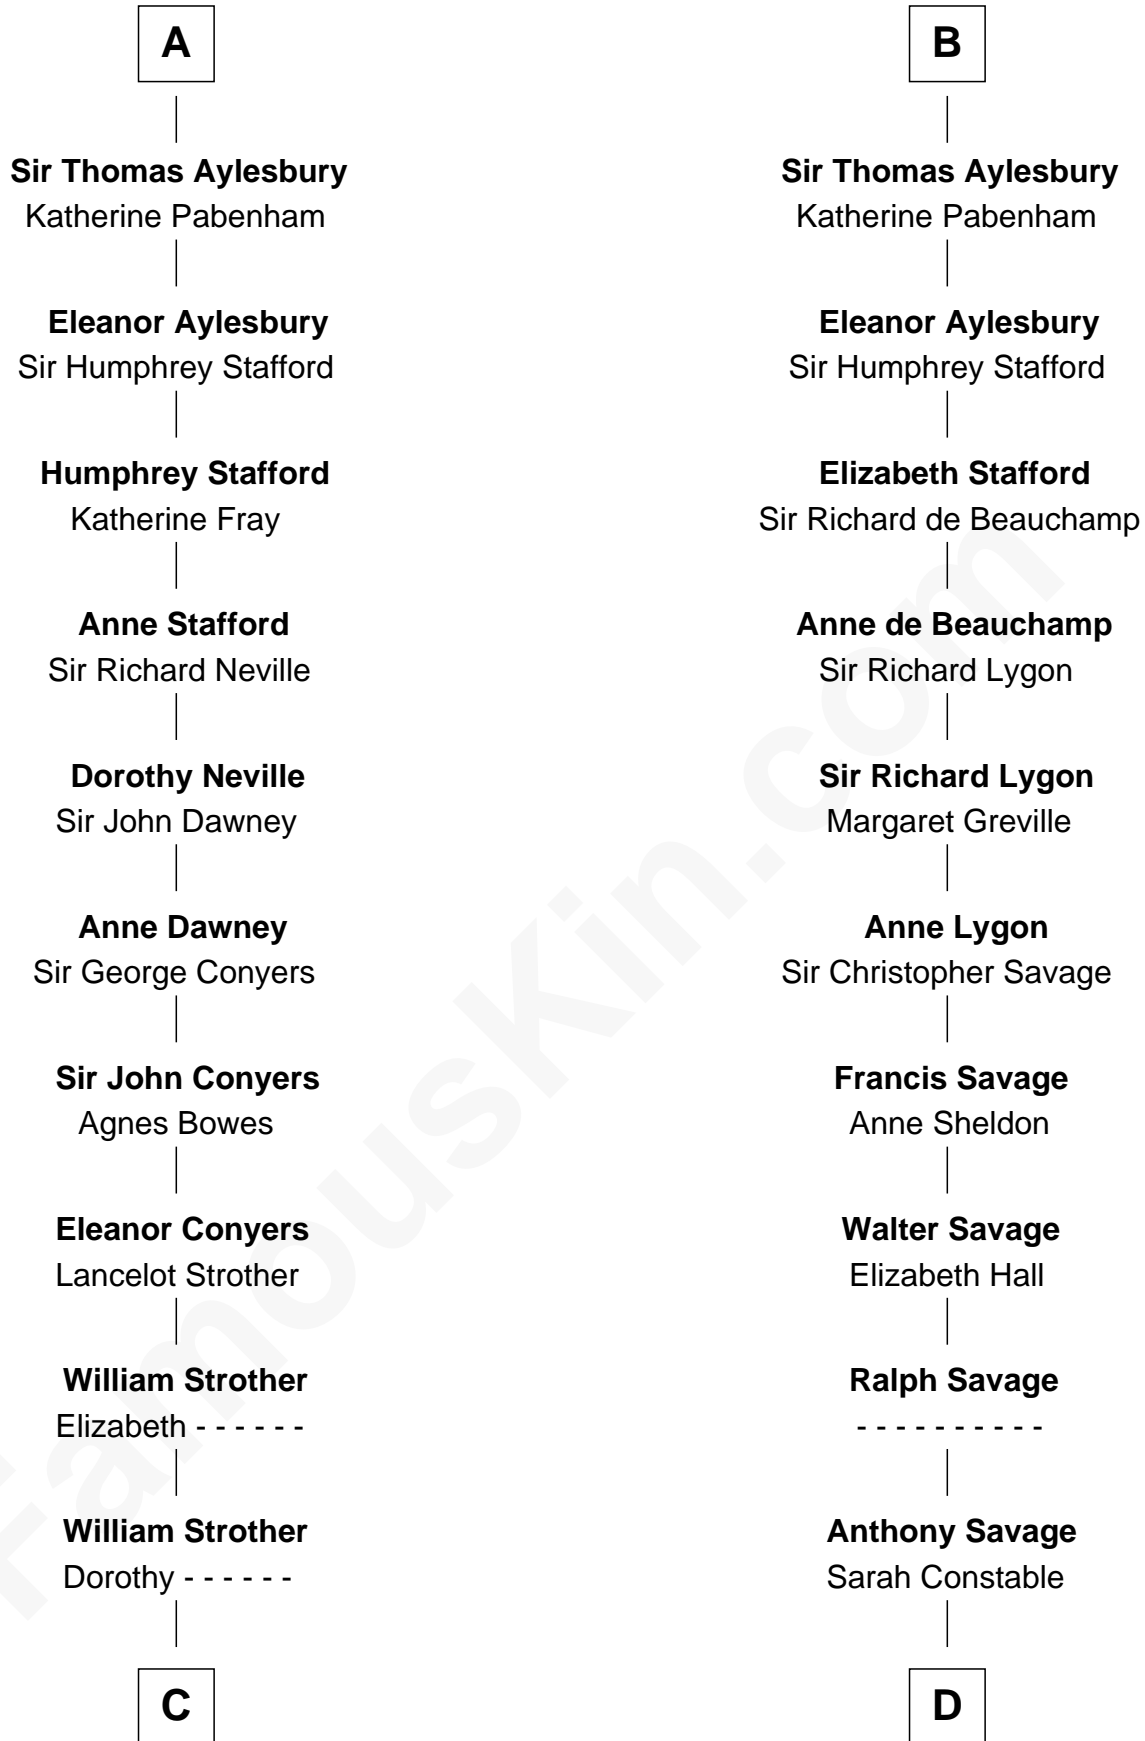 A
Sir Thomas Aylesbury
Katherine Pabenham
Eleanor Aylesbury
Sir Humphrey Stafford
Humphrey Stafford
Katherine Fray
Anne Stafford
Sir Richard Neville
Dorothy Neville
Sir John Dawney
Anne Dawney
Sir George Conyers
Sir John Conyers
Agnes Bowes
Eleanor Conyers
Lancelot Strother
William Strother
Elizabeth - - - - - -
William Strother
Dorothy - - - - - -
C
B
Sir Thomas Aylesbury
Katherine Pabenham
Eleanor Aylesbury
Sir Humphrey Stafford
Elizabeth Stafford
Sir Richard de Beauchamp
Anne de Beauchamp
Sir Richard Lygon
Sir Richard Lygon
Margaret Greville
Anne Lygon
Sir Christopher Savage
Francis Savage
Anne Sheldon
Walter Savage
Elizabeth Hall
Ralph Savage
- - - - - - - - - -
Anthony Savage
Sarah Constable
D
FamousKin.com